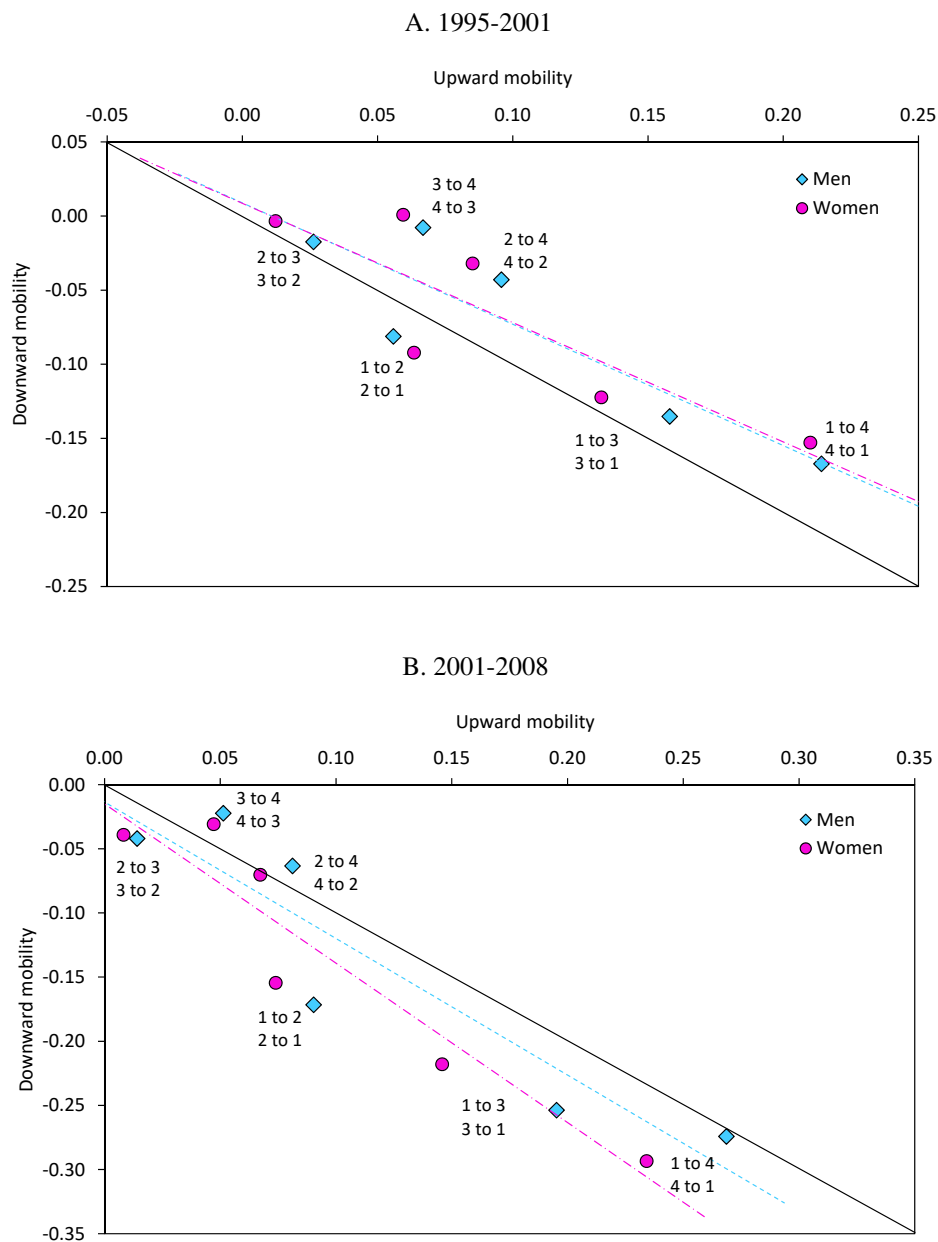 A. 1995-2001
Upward mobility
-0.05 0.00 0.05 0.10 0.15 0.20 0.25
0.05
0.00
-0.05
-0.10
-0.15
-0.20
-0.25
Downward mobility
Men
Women
3 to 4
4 to 3
2 to 4
4 to 2
2 to 3
3 to 2
1 to 2
2 to 1
1 to 3
3 to 1
1 to 4
4 to 1
B. 2001-2008
Upward mobility
0.00 0.05 0.10 0.15 0.20 0.25 0.30 0.35
0.00
-0.05
-0.10
-0.15
-0.20
-0.25
-0.30
-0.35
Downward mobility
Men
Women
3 to 4
4 to 3
2 to 4
4 to 2
2 to 3
3 to 2
1 to 2
2 to 1
1 to 3
3 to 1
1 to 4
4 to 1